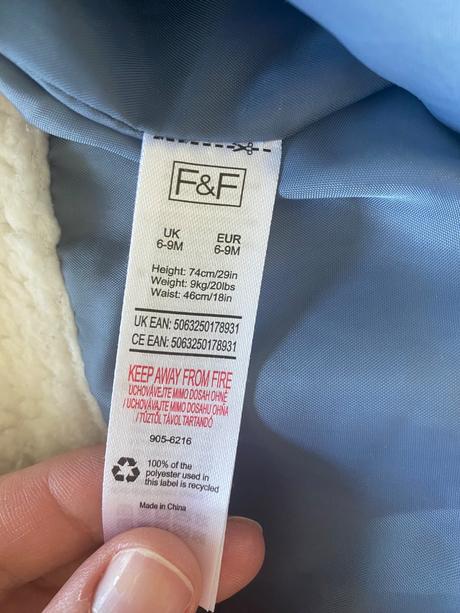 F&F
UK EUR
6-9M 6-9M
Height: 74cm/29in
Weight: 9kg/20lbs
Waist: 46cm/18in
UK EAN: 5063250178931
CE EAN: 5063250178931
KEEP AWAY FROM FIRE
UCHOVÁVEJTE MIMO DOSAH OHNĚ
/ UCHOVÁVAJTE MIMO DOSAHU OHŇA
/ TŰZTŐL TÁVOL TARTANDÓ
905-6216
100% of the
polyester used in
this label is recycled
Made in China